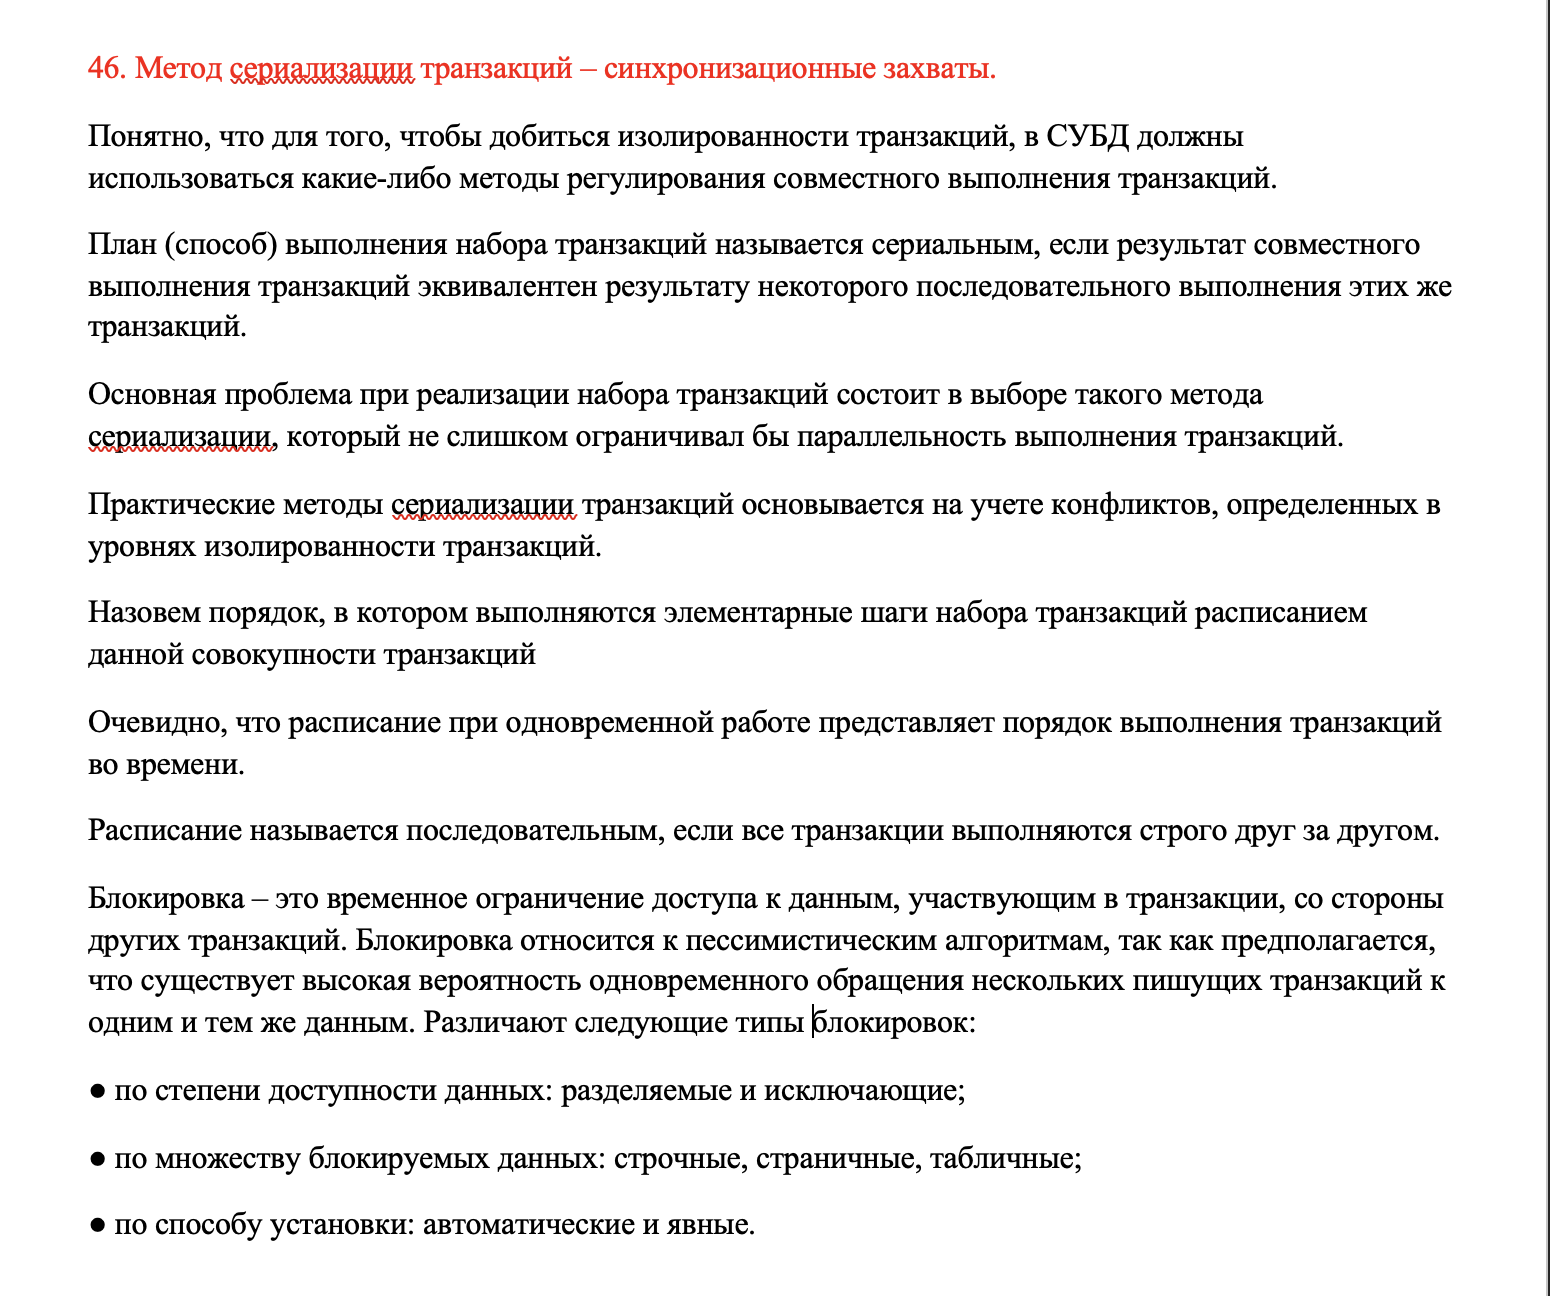 46. Метод сериализации транзакций – синхронизационные захваты.
Понятно, что для того, чтобы добиться изолированности транзакций, в СУБД должны
использоваться какие-либо методы регулирования совместного выполнения транзакций.
План (способ) выполнения набора транзакций называется сериальным, если результат совместного
выполнения транзакций эквивалентен результату некоторого последовательного выполнения этих же
транзакций.
Основная проблема при реализации набора транзакций состоит в выборе такого метода
сериализации, который не слишком ограничивал бы параллельность выполнения транзакций.
Практические методы сериализации транзакций основывается на учете конфликтов, определенных в
уровнях изолированности транзакций.
Назовем порядок, в котором выполняются элементарные шаги набора транзакций расписанием
данной совокупности транзакций
Очевидно, что расписание при одновременной работе представляет порядок выполнения транзакций
во времени.
Расписание называется последовательным, если все транзакции выполняются строго друг за другом.
Блокировка – это временное ограничение доступа к данным, участвующим в транзакции, со стороны
других транзакций. Блокировка относится к пессимистическим алгоритмам, так как предполагается,
что существует высокая вероятность одновременного обращения нескольких пишущих транзакций к
одним и тем же данным. Различают следующие типы блокировок:
● по степени доступности данных: разделяемые и исключающие;
● по множеству блокируемых данных: строчные, страничные, табличные;
● по способу установки: автоматические и явные.